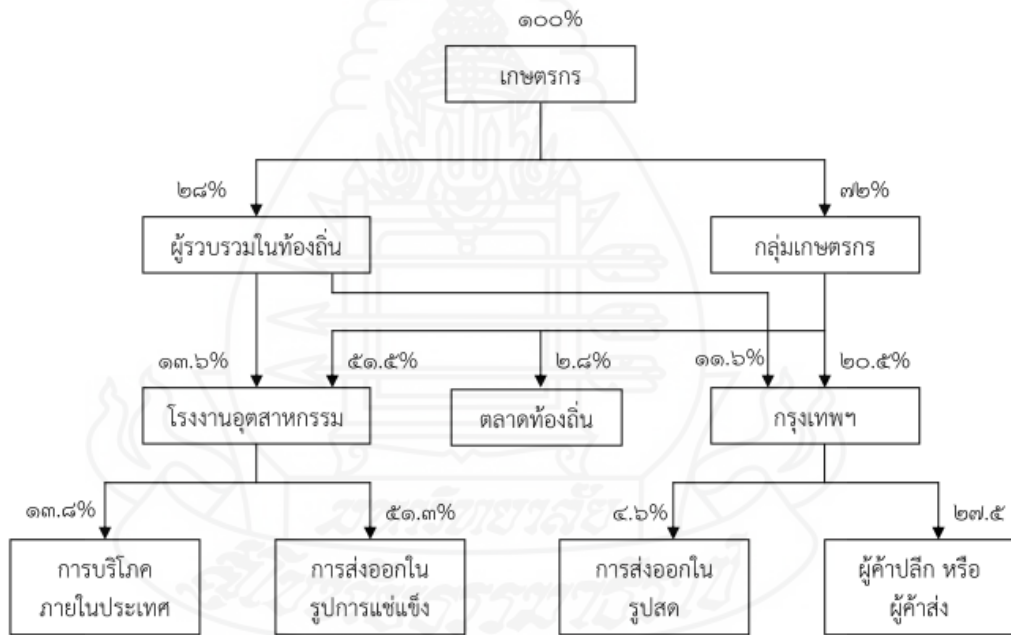 ๑๐๐%
เกษตรกร
๒๘%
๗๒%
ผู้รวบรวมในท้องถิ่น
กลุ่มเกษตรกร
๑๓.๖%
๕๑.๕%
๒.๘%
๑๑.๖%
๒๐.๕%
โรงงานอุตสาหกรรม
ตลาดท้องถิ่น
กรุงเทพฯ
๑๓.๘%
๕๑.๓%
๔.๖%
๒๗.๕
การบริโภค
ภายในประเทศ
การส่งออกใน
รูปการแช่แข็ง
การส่งออกใน
รูปสด
ผู้ค้าปลีก หรือ
ผู้ค้าส่ง